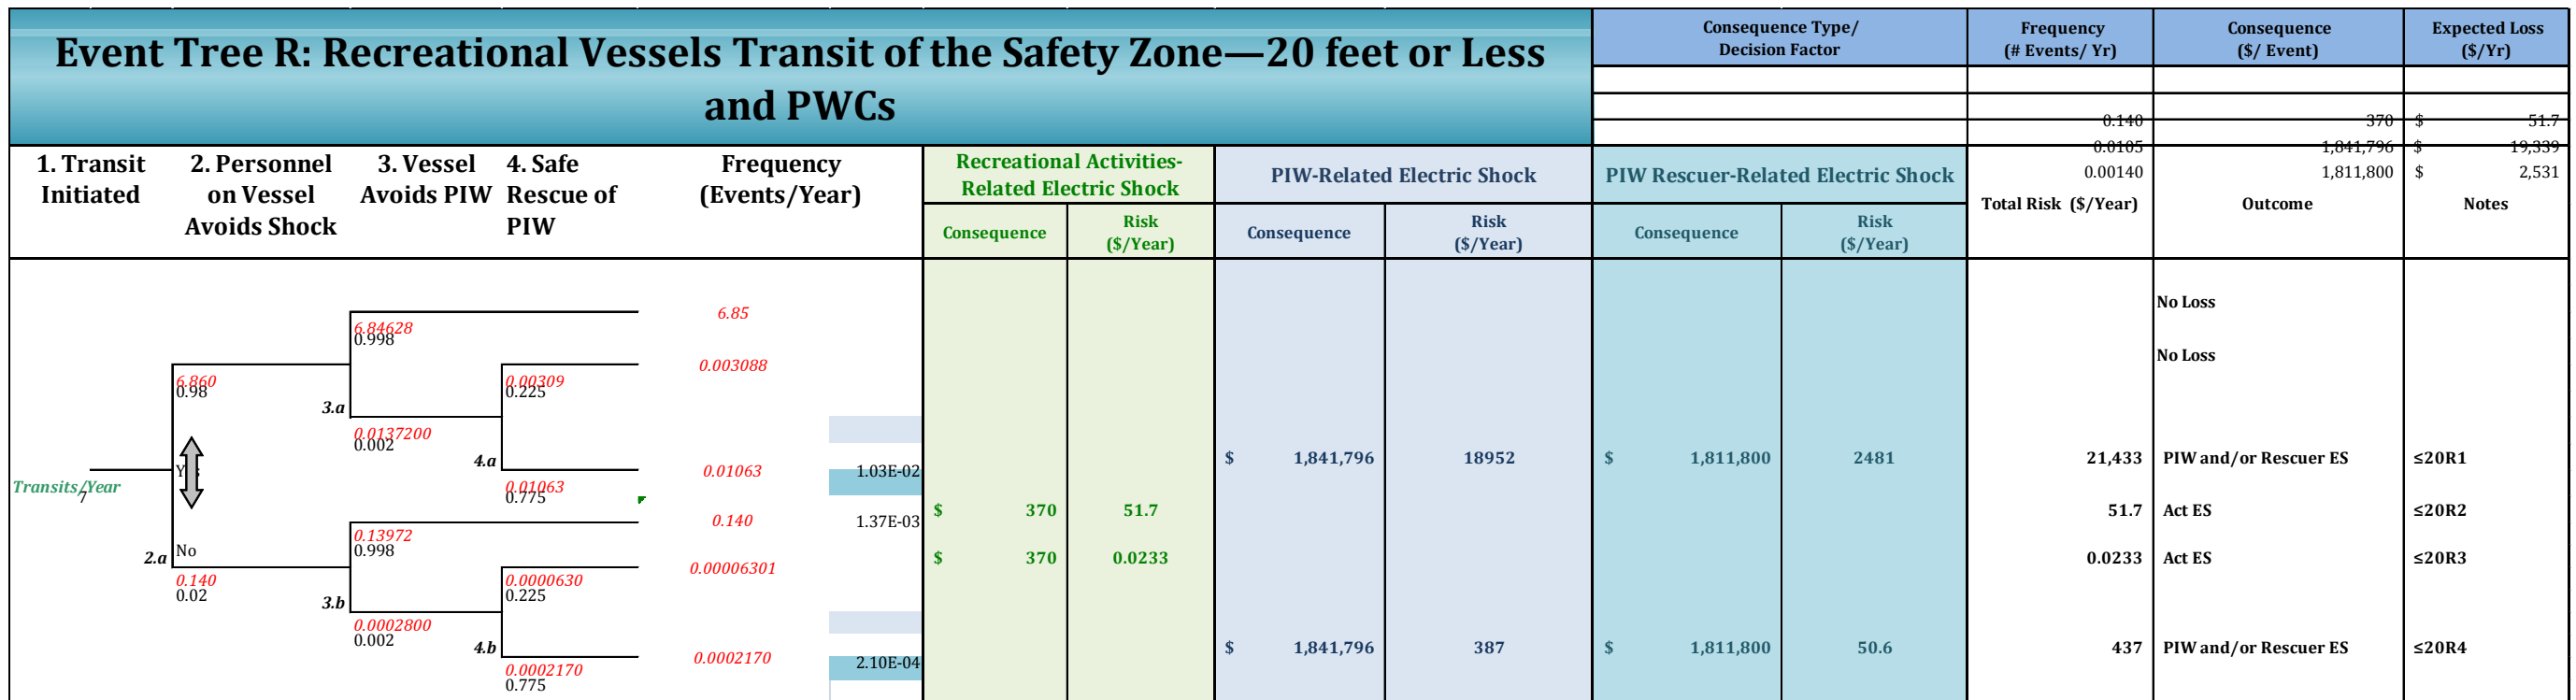 Event Tree R: Recreational Vessels Transit of the Safety Zone—20 feet or Less
and PWCs
Consequence Type/
Decision Factor
Frequency
(# Events/ Yr)
Consequence
($/ Event)
Expected Loss
($/Yr)
0.140 370 $ 51.7
0.0105 1,841,796 $ 19,339
0.00140 1,811,800 $ 2,531
1. Transit
Initiated
2. Personnel
on Vessel
Avoids Shock
3. Vessel
Avoids PIW
4. Safe
Rescue of
PIW
Frequency
(Events/Year)
Recreational Activities-
Related Electric Shock
PIW-Related Electric Shock
PIW Rescuer-Related Electric Shock
Consequence
Risk
($/Year)
Consequence
Risk
($/Year)
Consequence
Risk
($/Year)
Total Risk ($/Year)
Outcome
Notes
6.85
No Loss
6.84628
0.998
0.003088
No Loss
6.860
0.98
0.00309
0.225
3.a
0.0137200
0.002
4.a
0.01063
1.03E-02
$ 1,841,796
18952
$ 1,811,800
2481
21,433
PIW and/or Rescuer ES
≤20R1
Transits/Year
7
0.01063
0.775
0.140
1.37E-03
$ 370
51.7
51.7
Act ES
≤20R2
0.13972
0.998
No
2.a
0.00006301
$ 370
0.0233
0.0233
Act ES
≤20R3
0.140
0.02
0.0000630
0.225
3.b
0.0002800
0.002
4.b
0.0002170
2.10E-04
$ 1,841,796
387
$ 1,811,800
50.6
437
PIW and/or Rescuer ES
≤20R4
0.0002170
0.775